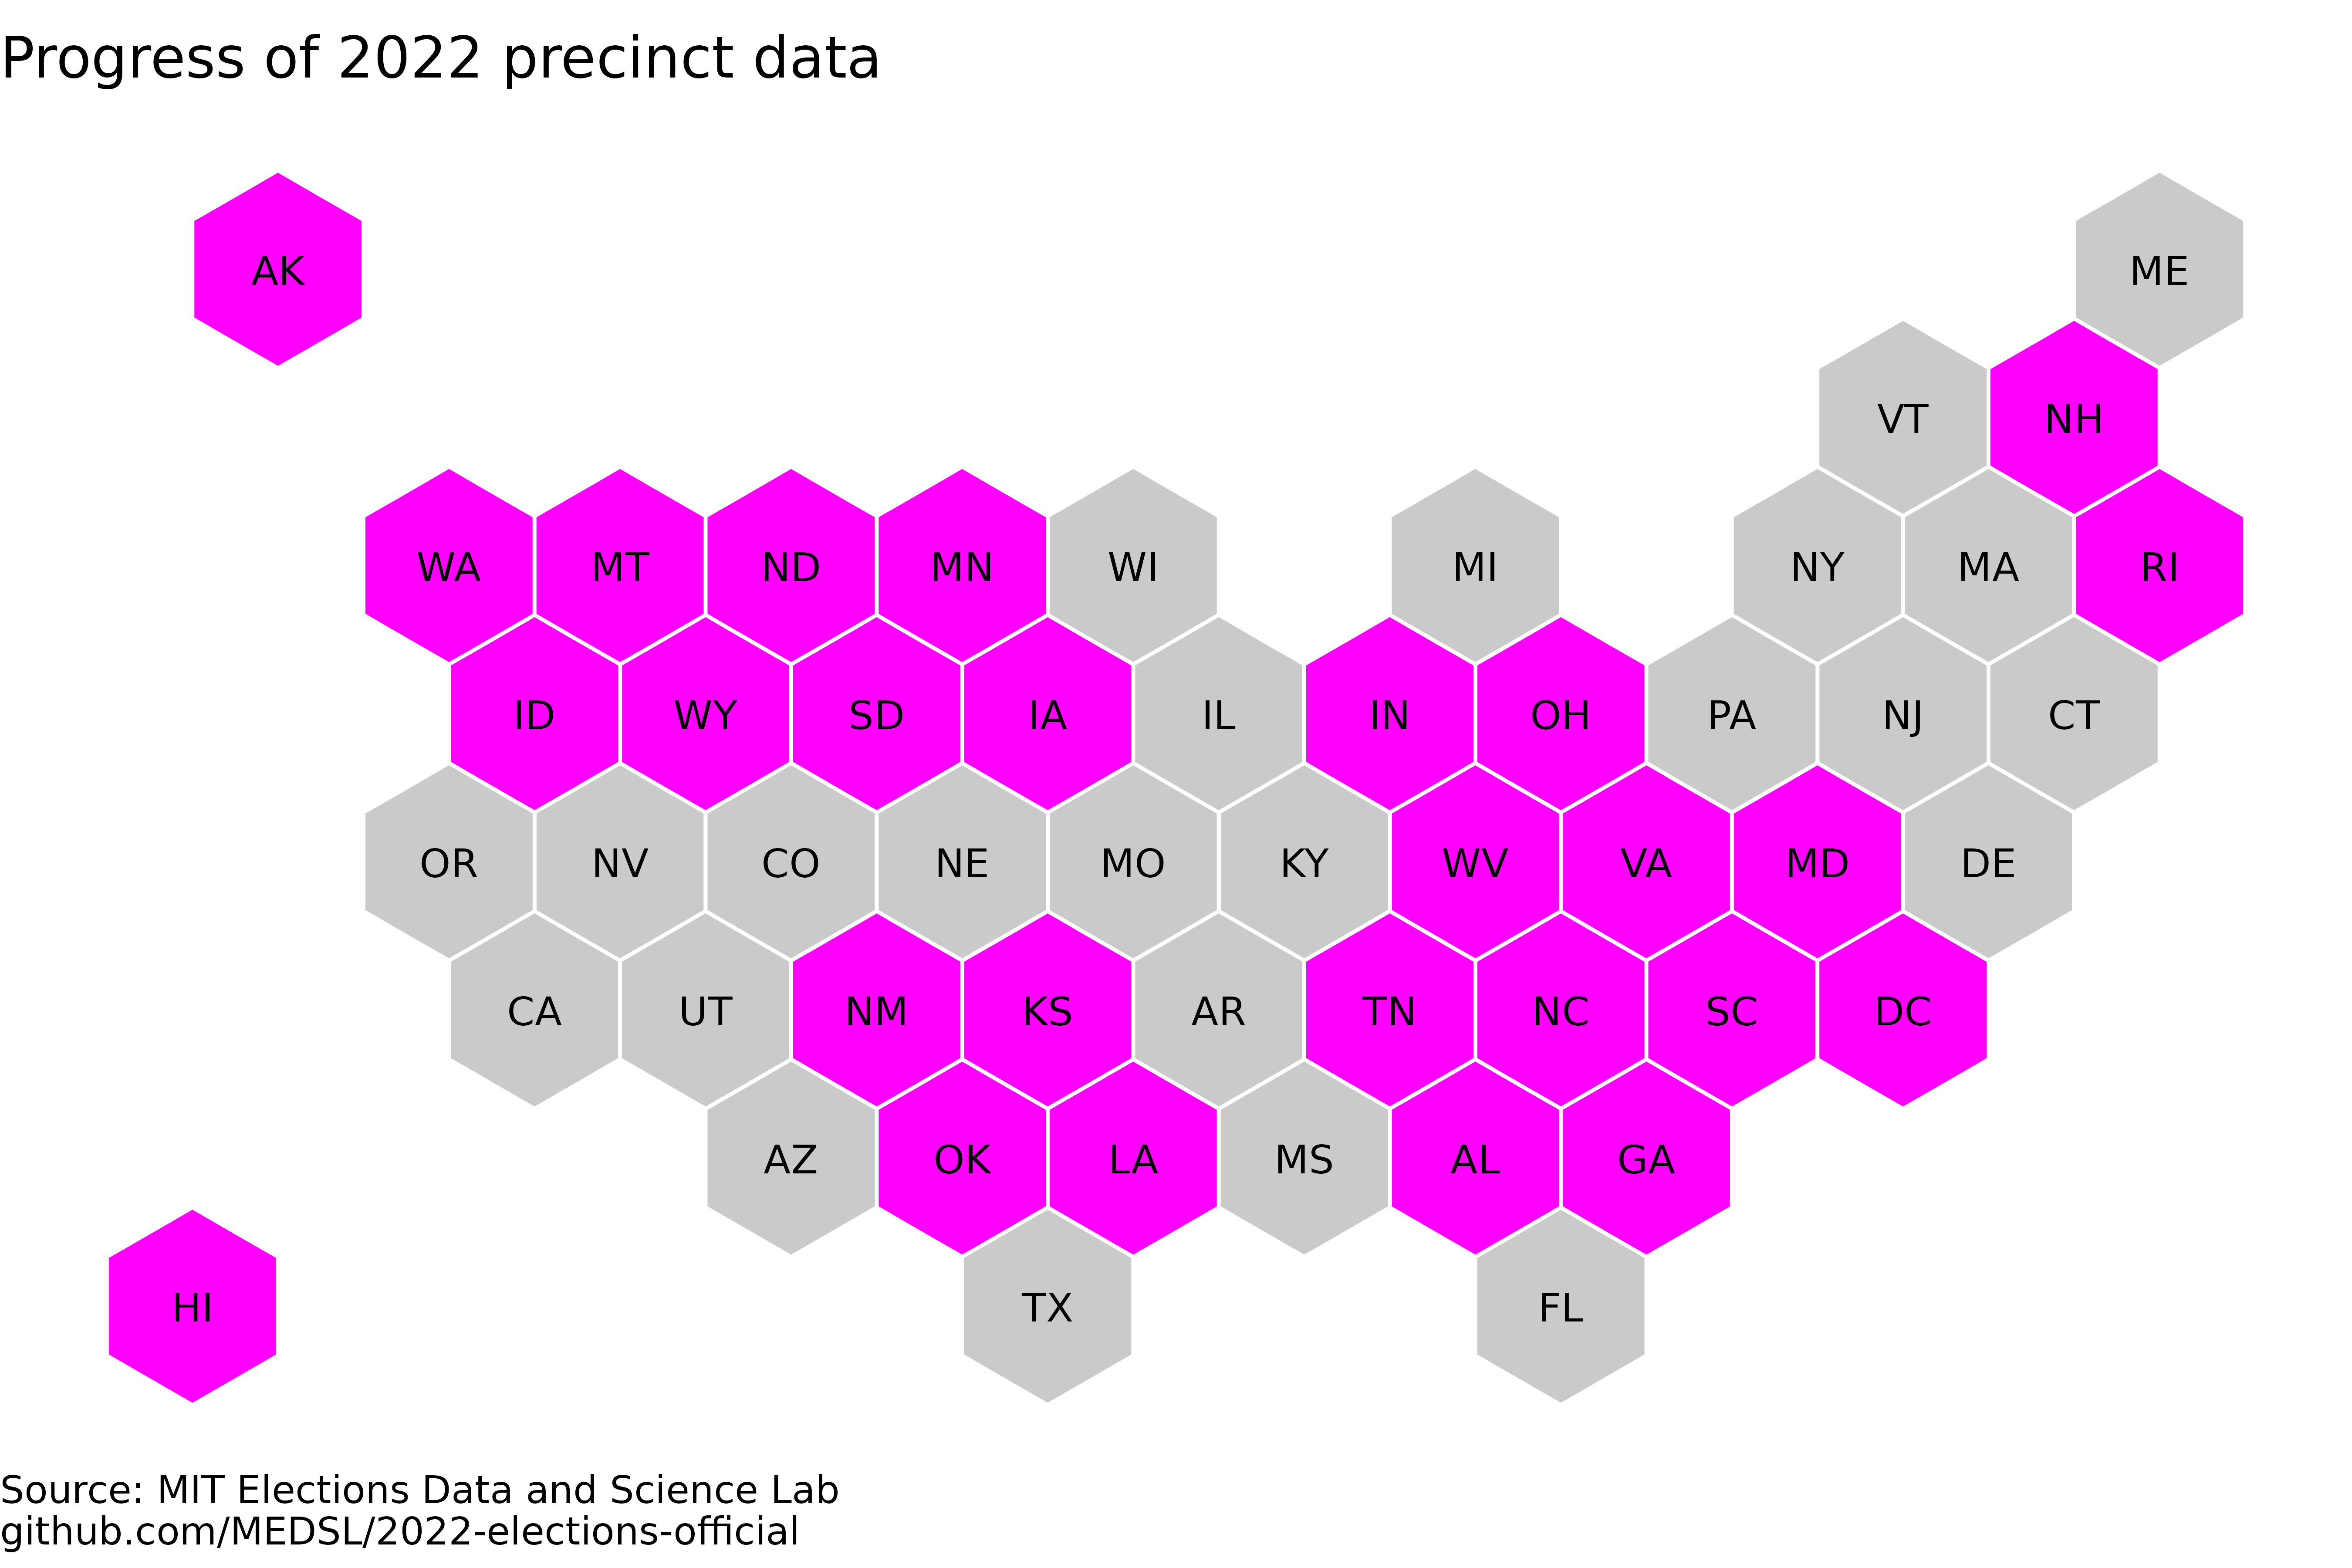 Progress of 2022 precinct data
AK
ME
VT NH
WA MT ND MN WI MI NY MA RI
ID WY SD IA IL IN OH PA NJ CT
OR NV CO NE MO KY WV VA MD DE
CA UT NM KS AR TN NC SC DC
AZ OK LA MS AL GA
HI TX FL
Source: MIT Elections Data and Science Lab
github.com/MEDSL/2022-elections-official